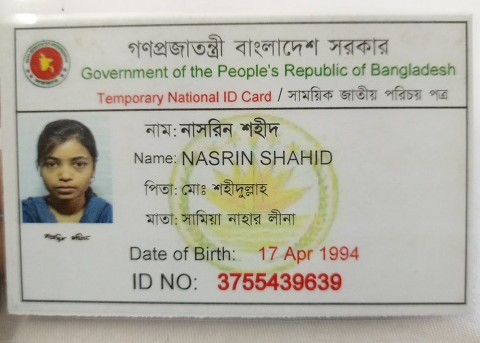 গণপ্রজাতন্ত্রী বাংলাদেশ সরকার
Government of the People's Republic of Bangladesh
Temporary National ID Card / সাময়িক জাতীয় পরিচয় পত্র
নাম: নাসরিন শহীদ
Name: NASRIN SHAHID
পিতা: মোঃ শহীদুল্লাহ
মাতা: সামিয়া নাহার লীনা
Date of Birth: 17 Apr 1994
ID NO: 3755439639